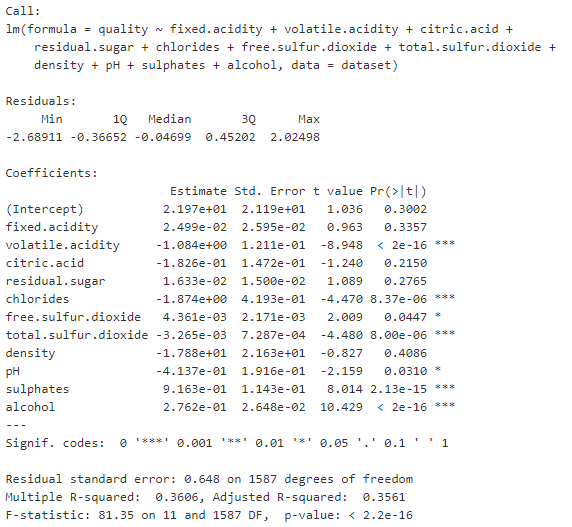 Call:
lm(formula = quality ~ fixed.acidity + volatile.acidity + citric.acid +
    residual.sugar + chlorides + free.sulfur.dioxide + total.sulfur.dioxide +
    density + pH + sulphates + alcohol, data = dataset)

Residuals:
     Min       1Q   Median       3Q      Max
-2.68911 -0.36652 -0.04699  0.45202  2.02498

Coefficients:
                       Estimate Std. Error t value Pr(>|t|)
(Intercept)           2.197e+01  2.119e+01   1.036   0.3002
fixed.acidity         2.499e-02  2.595e-02   0.963   0.3357
volatile.acidity     -1.084e+00  1.211e-01  -8.948  < 2e-16 ***
citric.acid          -1.826e-01  1.472e-01  -1.240   0.2150
residual.sugar        1.633e-02  1.500e-02   1.089   0.2765
chlorides            -1.874e+00  4.193e-01  -4.470 8.37e-06 ***
free.sulfur.dioxide   4.361e-03  2.171e-03   2.009   0.0447 *
total.sulfur.dioxide -3.265e-03  7.287e-04  -4.480 8.00e-06 ***
density              -1.788e+01  2.163e+01  -0.827   0.4086
pH                   -4.137e-01  1.916e-01  -2.159   0.0310 *
sulphates             9.163e-01  1.143e-01   8.014 2.13e-15 ***
alcohol               2.762e-01  2.648e-02  10.429  < 2e-16 ***
---
Signif. codes:  0 '***' 0.001 '**' 0.01 '*' 0.05 '.' 0.1 ' ' 1

Residual standard error: 0.648 on 1587 degrees of freedom
Multiple R-squared:  0.3606, Adjusted R-squared:  0.3561
F-statistic: 81.35 on 11 and 1587 DF,  p-value: < 2.2e-16